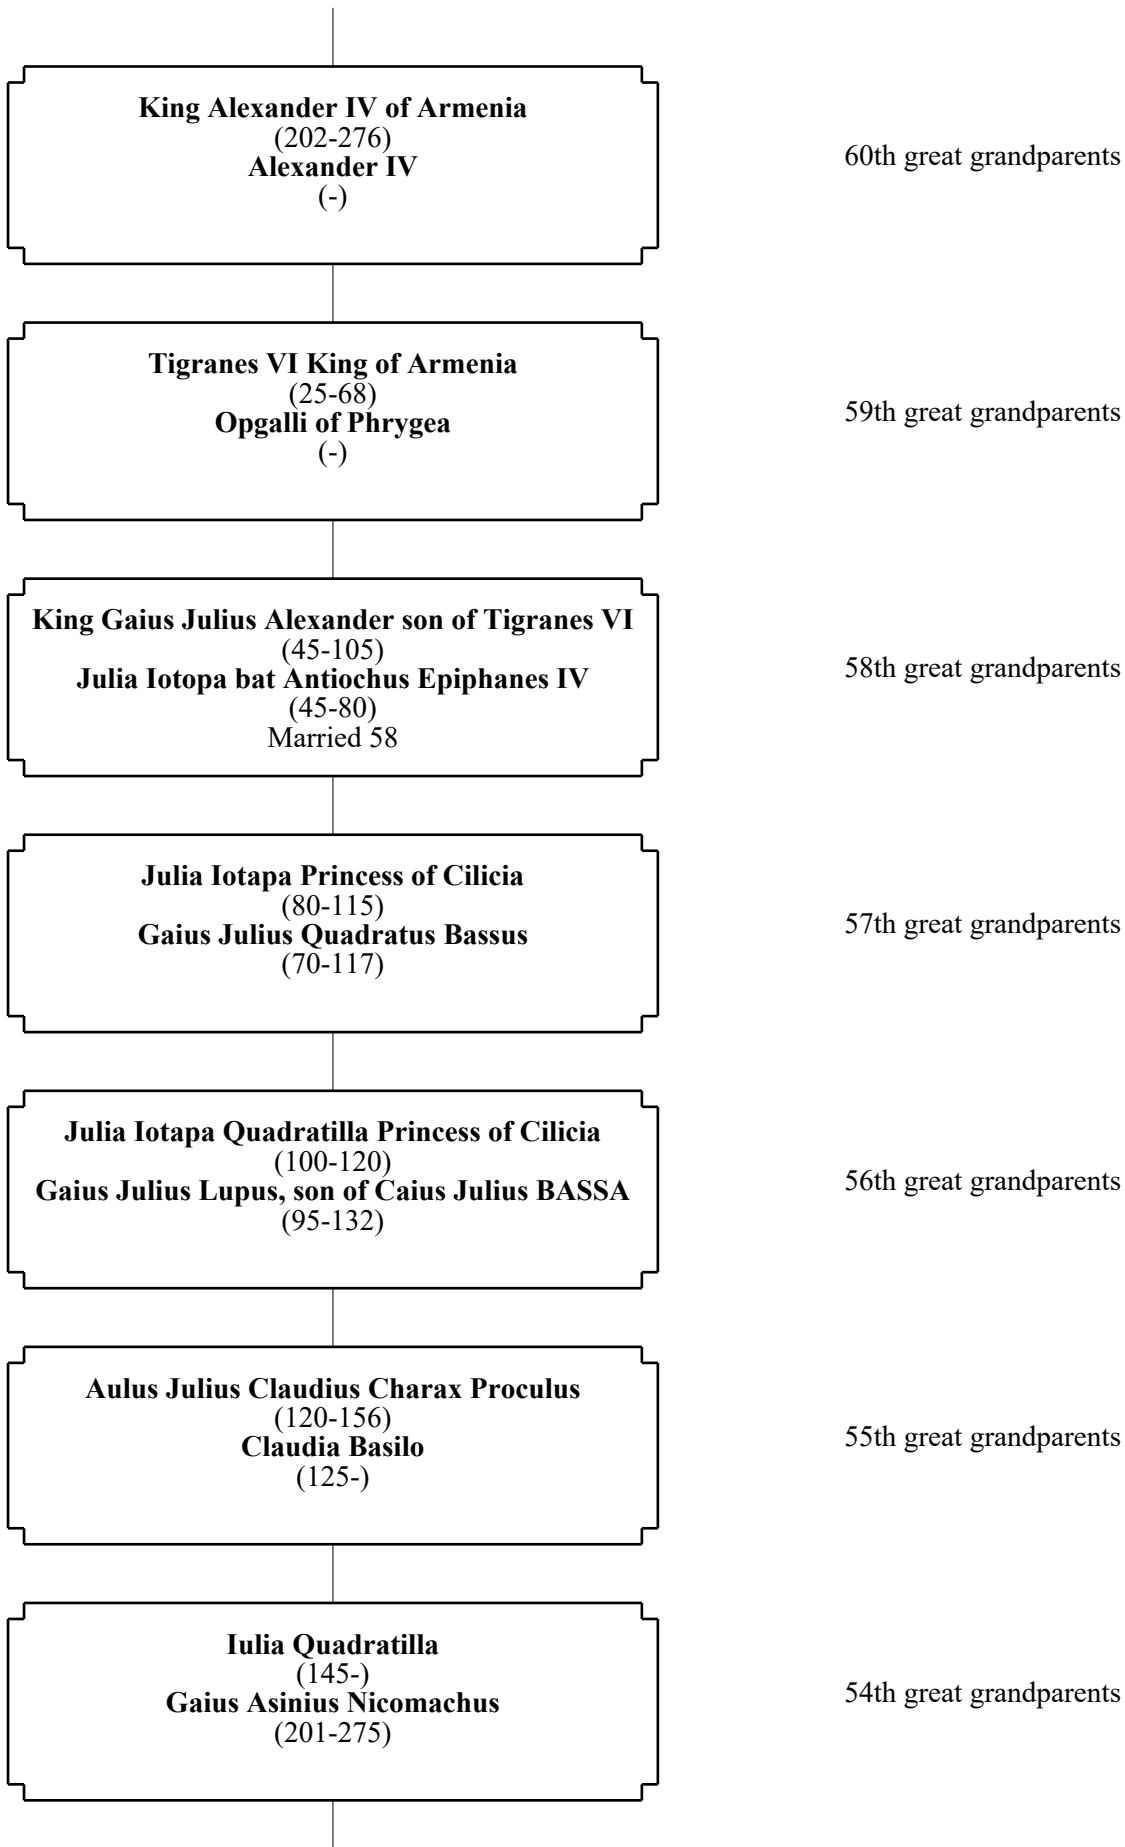 King Alexander IV of Armenia
(202-276)
Alexander IV
(-)
60th great grandparents
Tigranes VI King of Armenia
(25-68)
Opgalli of Phrygea
(-)
59th great grandparents
King Gaius Julius Alexander son of Tigranes VI
(45-105)
Julia Iotopa bat Antiochus Epiphanes IV
(45-80)
Married 58
58th great grandparents
Julia Iotapa Princess of Cilicia
(80-115)
Gaius Julius Quadratus Bassus
(70-117)
57th great grandparents
Julia Iotapa Quadratilla Princess of Cilicia
(100-120)
Gaius Julius Lupus, son of Caius Julius BASSA
(95-132)
56th great grandparents
Aulus Julius Claudius Charax Proculus
(120-156)
Claudia Basilo
(125-)
55th great grandparents
Iulia Quadratilla
(145-)
Gaius Asinius Nicomachus
(201-275)
54th great grandparents